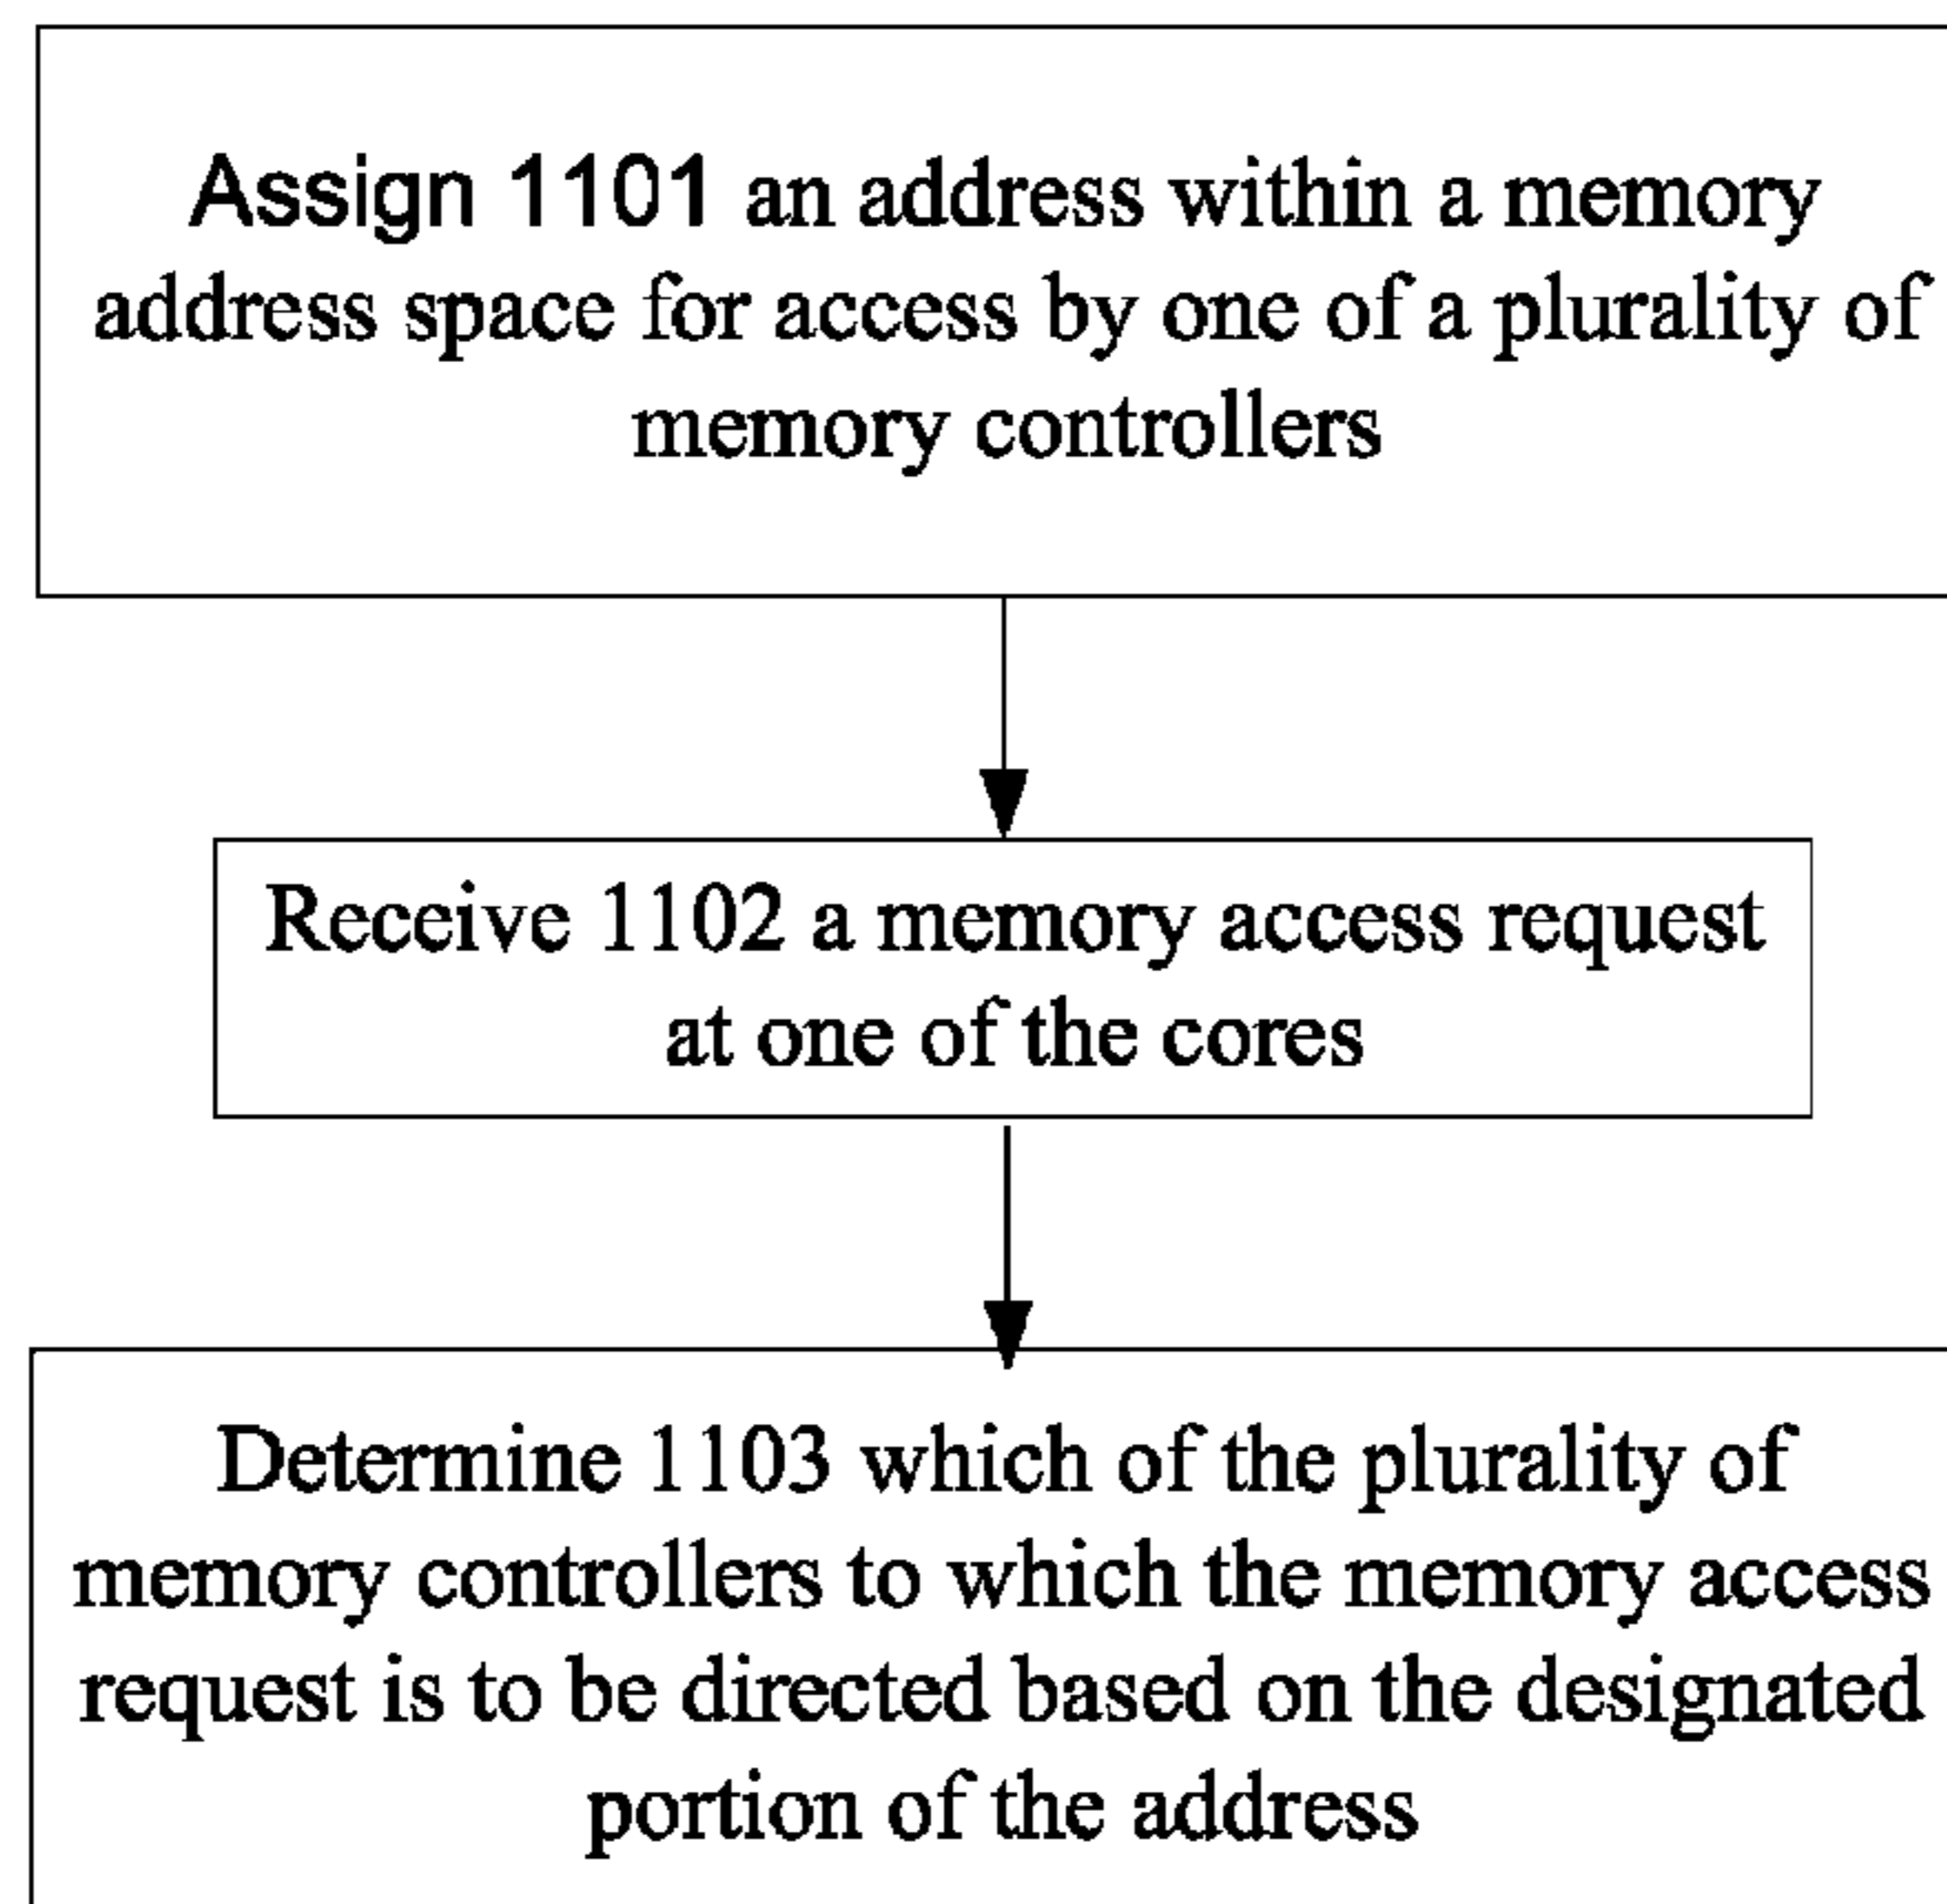 Assign 1101 an address within a memory
address space for access by one of a plurality of
memory controllers
Receive 1102 a memory access request
at one of the cores
Determine 1103 which of the plurality of
memory controllers to which the memory access
request is to be directed based on the designated
portion of the address